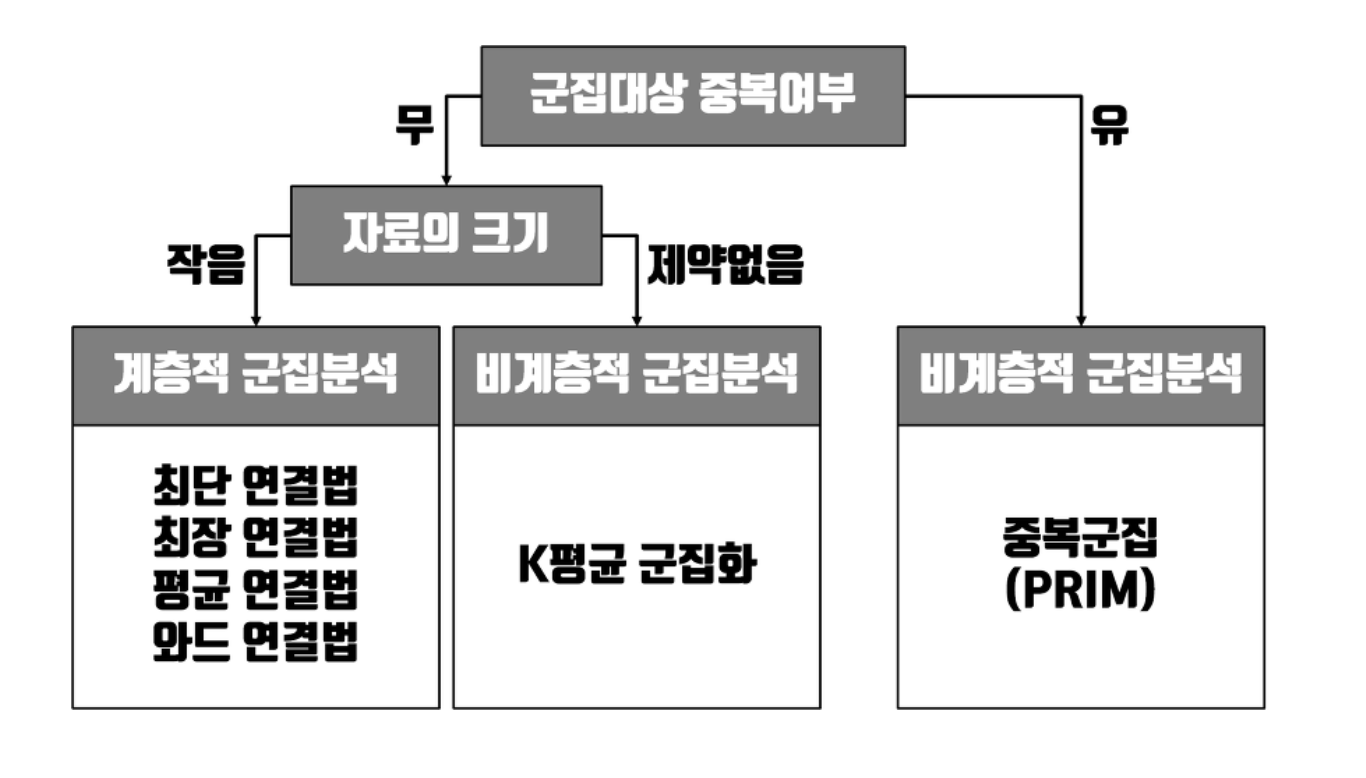 군집대상 중복여부
무
유
자료의 크기
작음
제약없음
계층적 군집분석
최단 연결법
최장 연결법
평균 연결법
와드 연결법
비계층적 군집분석
K평균 군집화
비계층적 군집분석
중복군집
(PRIM)